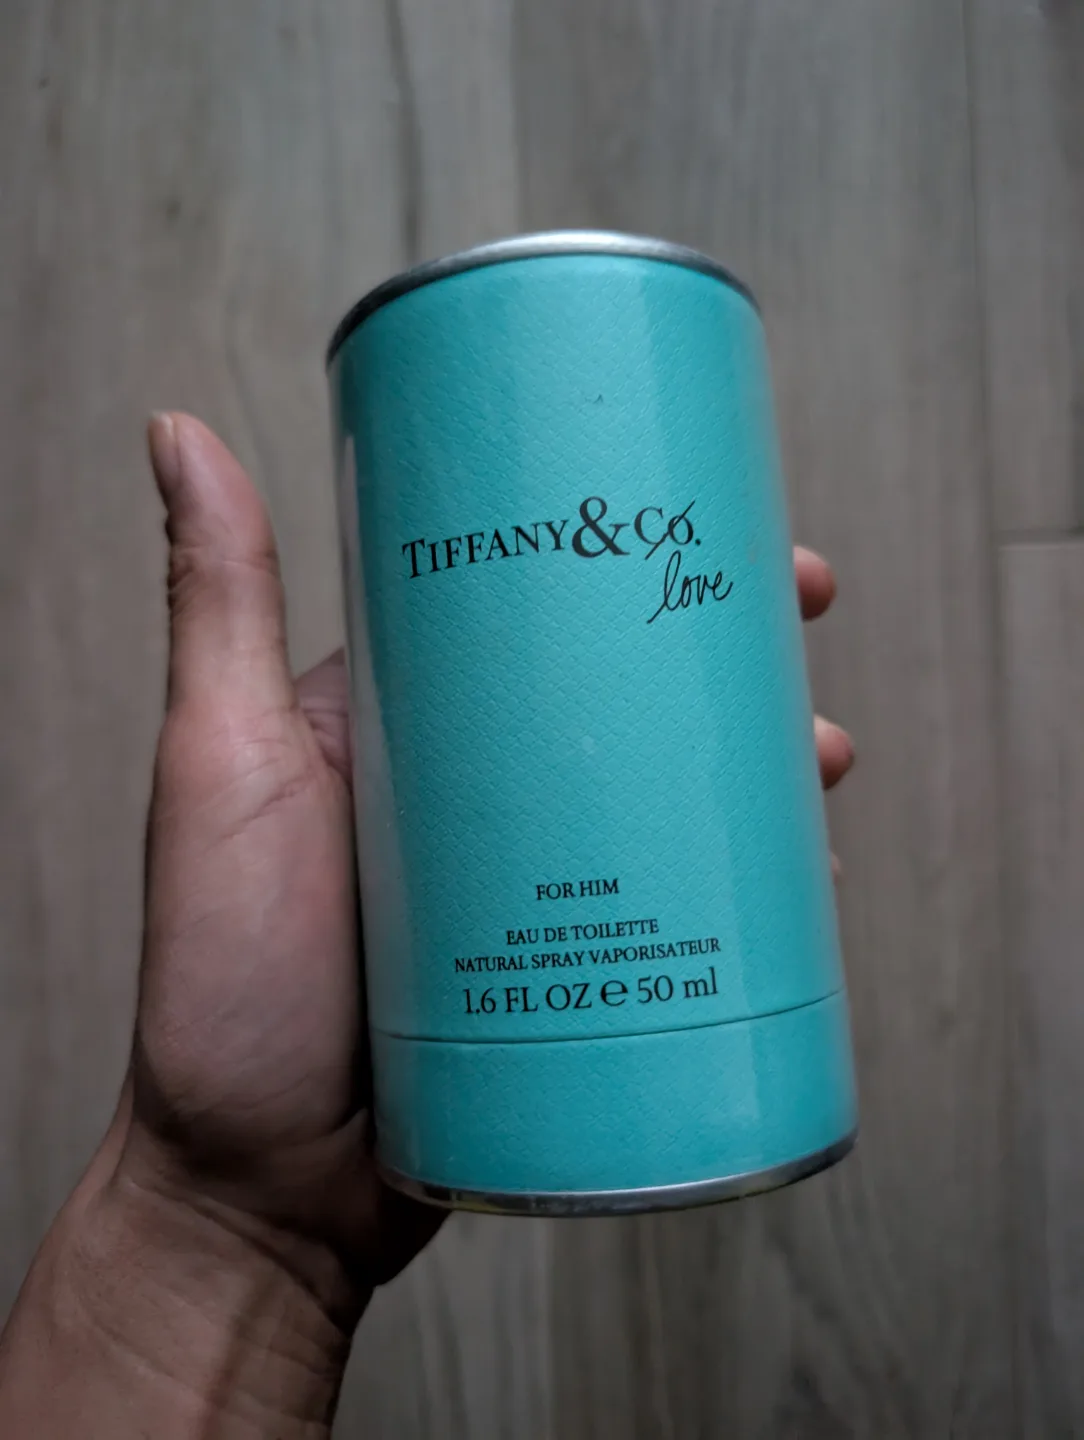 TIFFANY & CO.
love
FOR HIM
EAU DE TOILETTE
NATURAL SPRAY VAPORISATEUR
1.6 FL OZ ℮ 50 ml